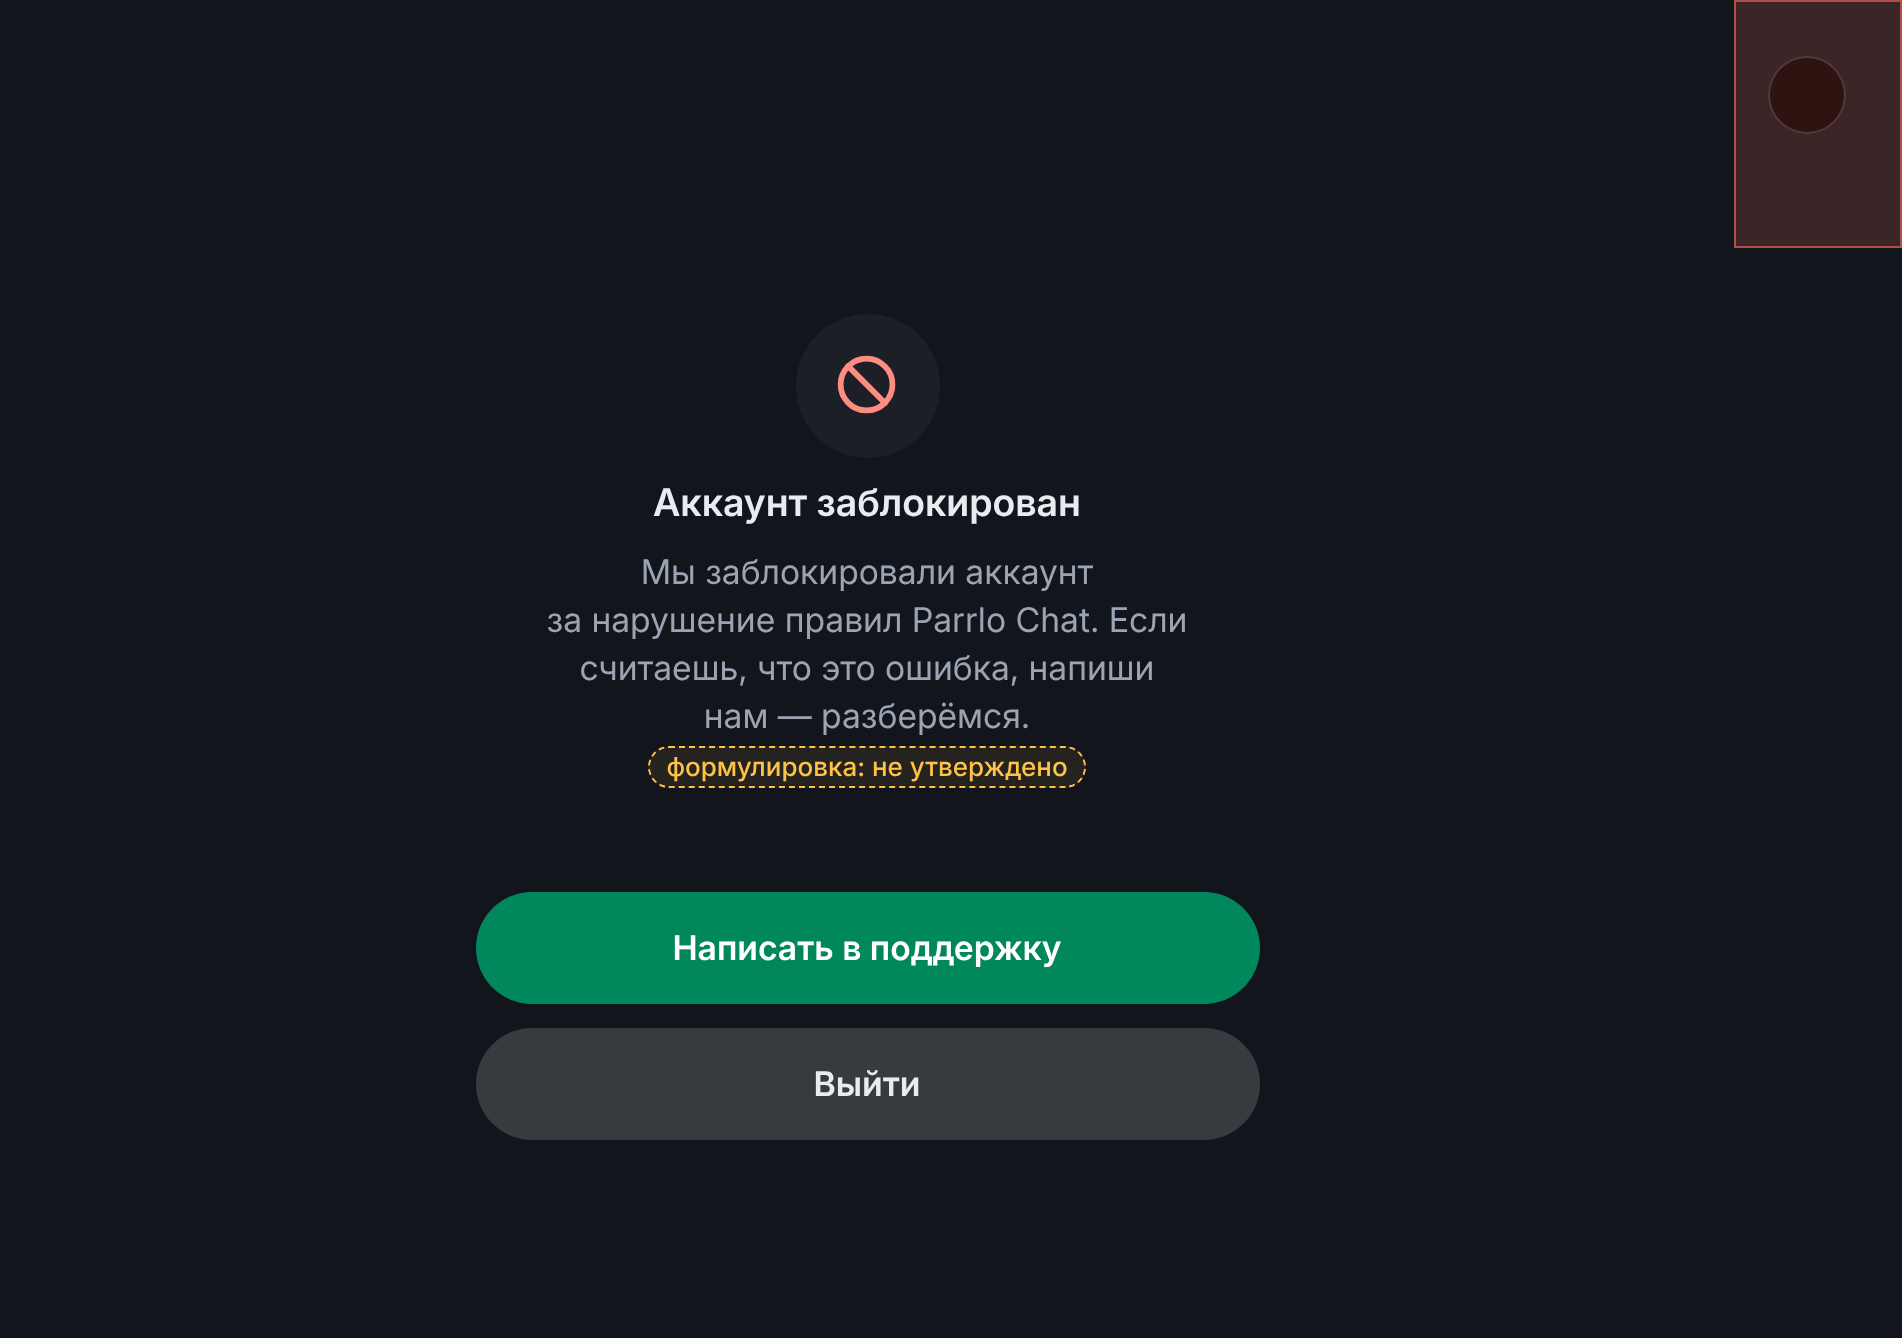 Аккаунт заблокирован
Мы заблокировали аккаунт
за нарушение правил Parrlo Chat. Если
считаешь, что это ошибка, напиши
нам — разберёмся.
формулировка: не утверждено
Написать в поддержку
Выйти